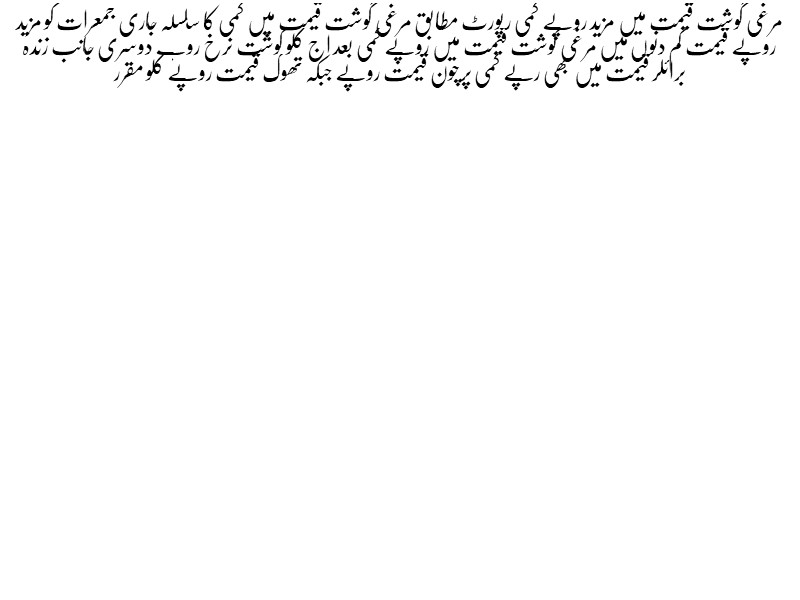 مرغی گوشت قیمت میں مزید روپے کمی رپورٹ مطابق مرغی گوشت قیمت میں کمی کا سلسلہ جاری جمعرات کو مزید
روپے قیمت کم دنوں میں مرغی گوشت قیمت میں روپے کمی بعد آج کلو گوشت نرخ روپے دوسری جانب زندہ
برائلر قیمت میں بھی رپے کمی پرچون قیمت روپے جبکہ تھوک قیمت روپے کلو مقرر